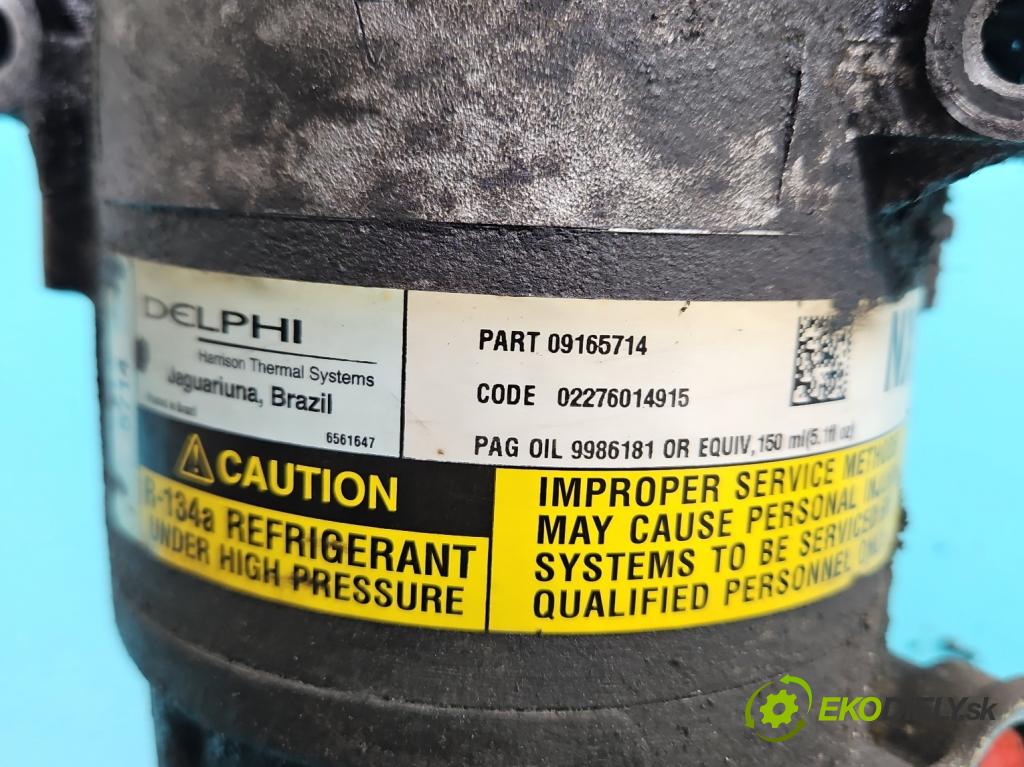 DELPHI
Harrison Thermal Systems
Jaguariuna, Brazil
6561647
PART 09165714
CODE 02276014915
PAG OIL 9986181 OR EQUIV, 150 ml(5.1fl oz)
CAUTION
R-134a REFRIGERANT
UNDER HIGH PRESSURE
IMPROPER SERVICE
MAY CAUSE PERSONAL
SYSTEMS TO BE
QUALIFIED PERSONNEL
EKODIELY.sk